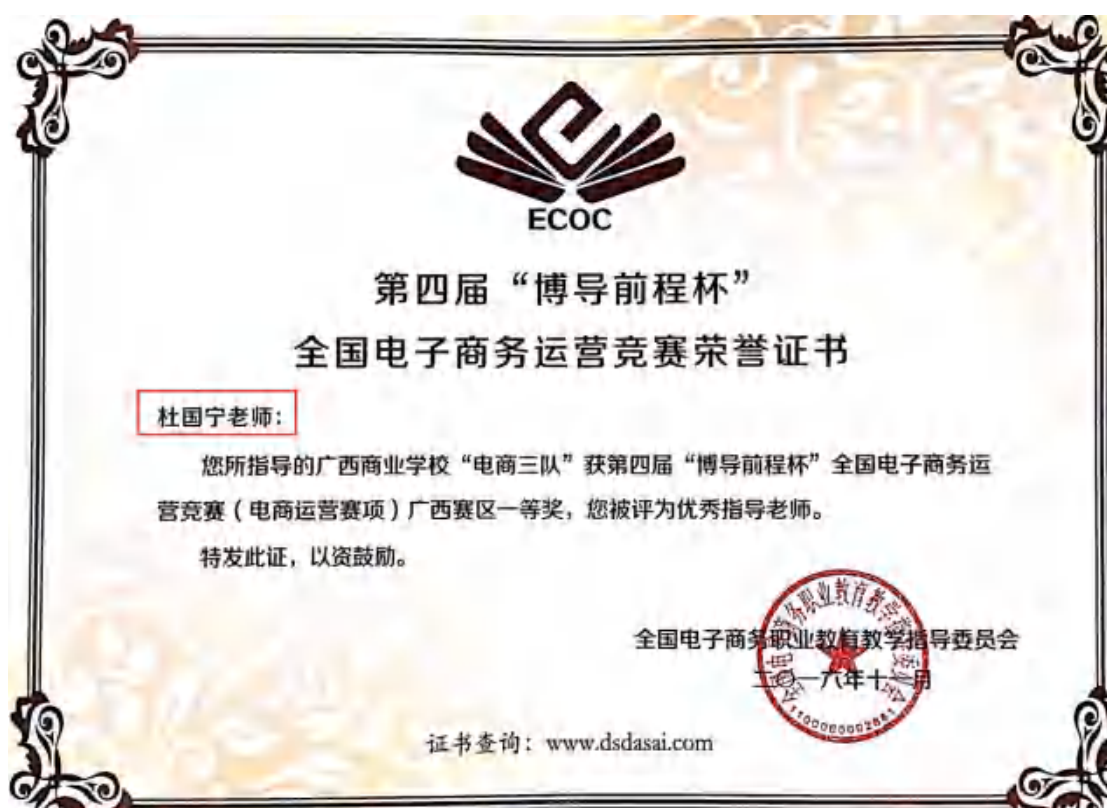 ECOC
第四届“博导前程杯”
全国电子商务运营竞赛荣誉证书
杜国宁老师：
您所指导的广西商业学校“电商三队”获第四届“博导前程杯”全国电子商务运
营竞赛（电商运营赛项）广西赛区一等奖，您被评为优秀指导老师。
特发此证，以资鼓励。
全国电子商务职业教育教学指导委员会
二〇一六年十一月
证书查询：www.dsdasai.com